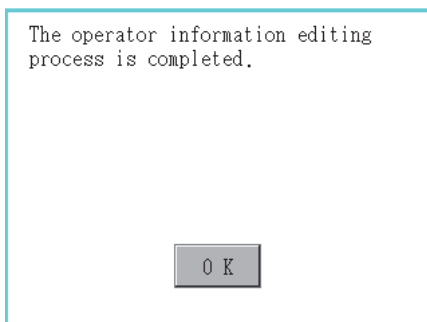 The operator information editing
process is completed.
O K